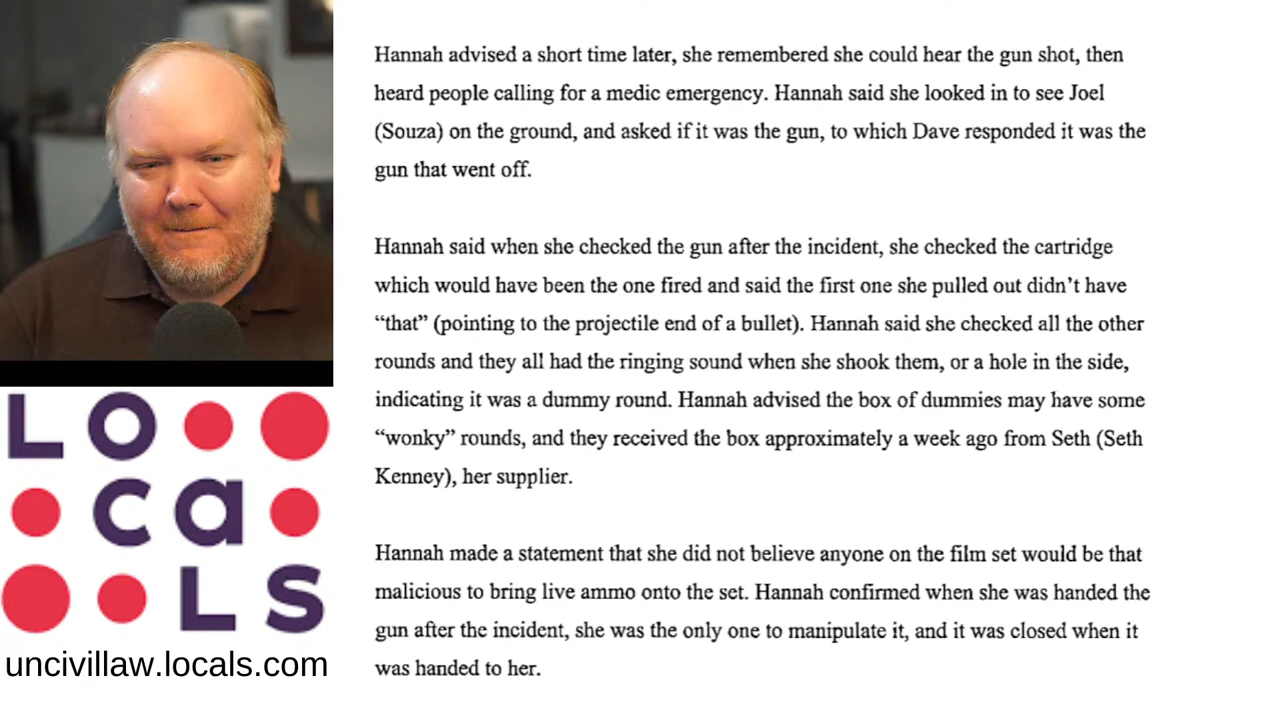 Hannah advised a short time later, she remembered she could hear the gun shot, then
heard people calling for a medic emergency. Hannah said she looked in to see Joel
(Souza) on the ground, and asked if it was the gun, to which Dave responded it was the
gun that went off.
Hannah said when she checked the gun after the incident, she checked the cartridge
which would have been the one fired and said the first one she pulled out didn't have
“that” (pointing to the projectile end of a bullet). Hannah said she checked all the other
rounds and they all had the ringing sound when she shook them, or a hole in the side,
indicating it was a dummy round. Hannah advised the box of dummies may have some
“wonky” rounds, and they received the box approximately a week ago from Seth (Seth
Kenney), her supplier.
Hannah made a statement that she did not believe anyone on the film set would be that
malicious to bring live ammo onto the set. Hannah confirmed when she was handed the
gun after the incident, she was the only one to manipulate it, and it was closed when it
was handed to her.
LO
ca
LS
uncivillaw.locals.com